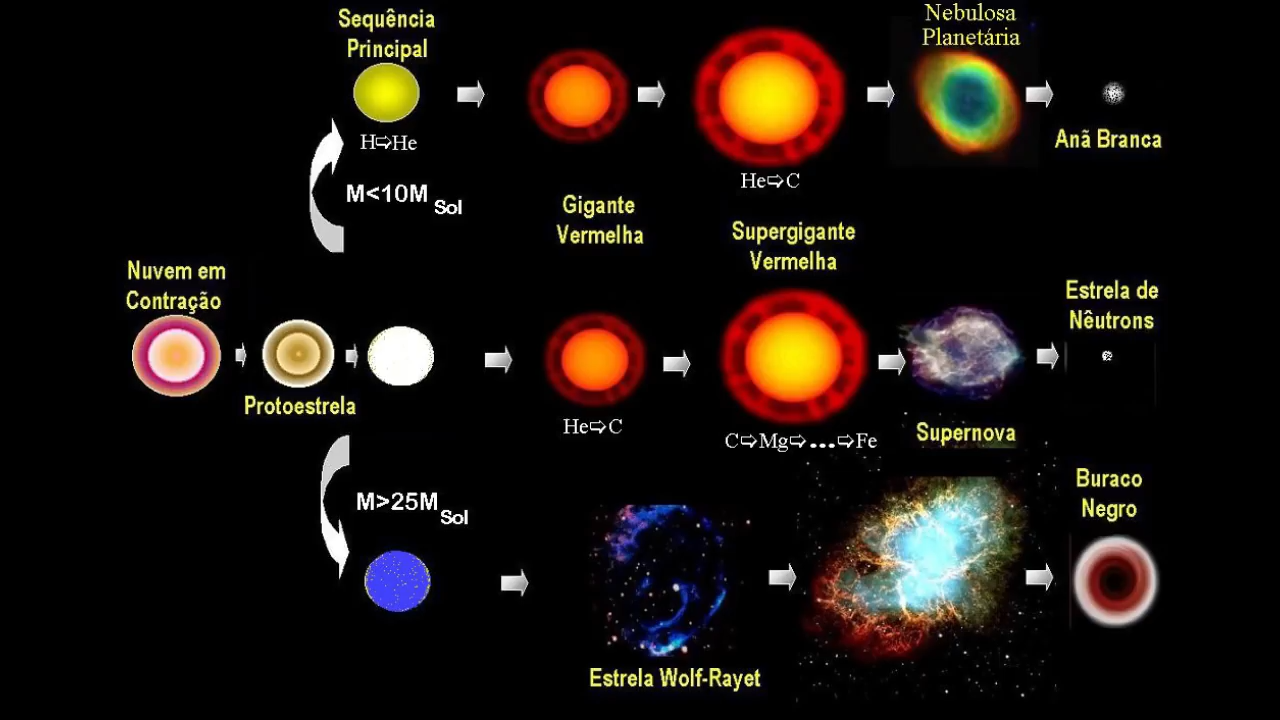 Sequência
Principal
H⇨He
M<10M Sol
Gigante
Vermelha
He⇨C
Supergigante
Vermelha
Nebulosa
Planetária
Anã Branca
Nuvem em
Contração
Protoestrela
He⇨C
C⇨Mg⇨...⇨Fe
Supernova
Estrela de
Nêutrons
M>25M Sol
Estrela Wolf-Rayet
Buraco
Negro